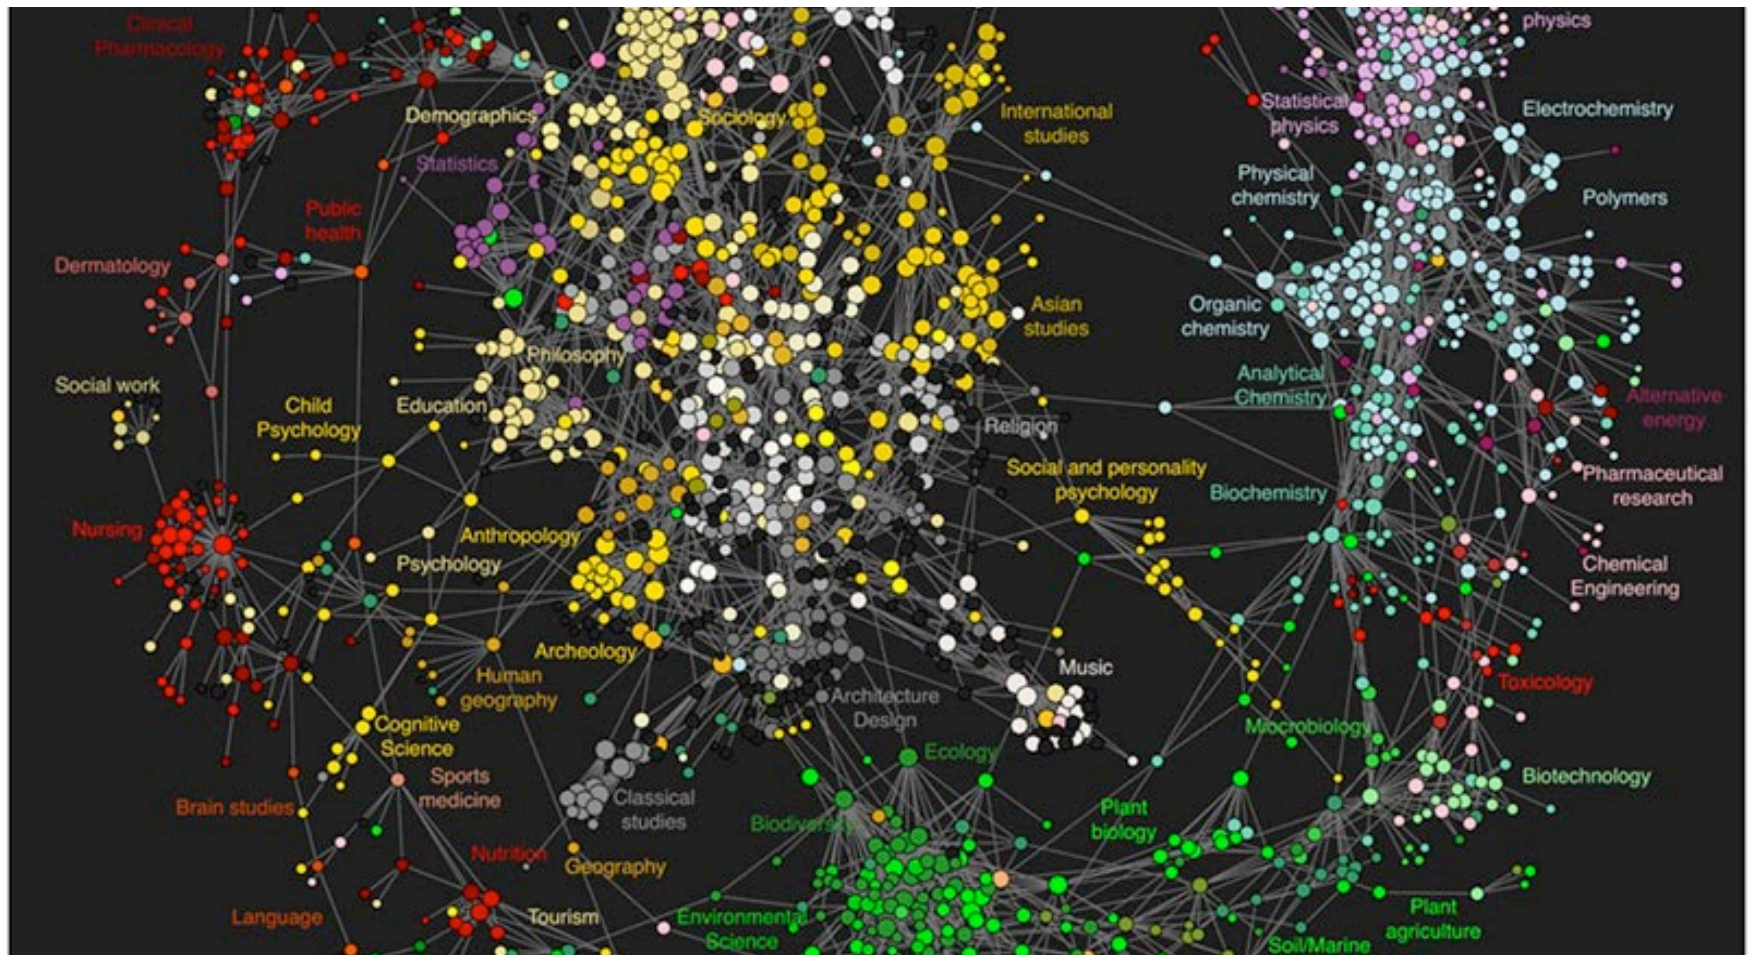 Clinical
Pharmacology
physics
Demographics
Sociology
International
studies
Statistical
physics
Electrochemistry
Statistics
Physical
chemistry
Polymers
Public
health
Dermatology
Asian
studies
Organic
chemistry
Philosophy
Social work
Child
Psychology
Education
Religion
Analytical
Chemistry
Alternative
energy
Social and personality
psychology
Biochemistry
Pharmaceutical
research
Nursing
Anthropology
Psychology
Chemical
Engineering
Archeology
Human
geography
Music
Toxicology
Architecture
Design
Cognitive
Science
Ecology
Miocrobiology
Sports
medicine
Brain studies
Classical
studies
Biodiversity
Plant
biology
Biotechnology
Nutrition
Geography
Language
Tourism
Environmental
Science
Plant
agriculture
Soil/Marine